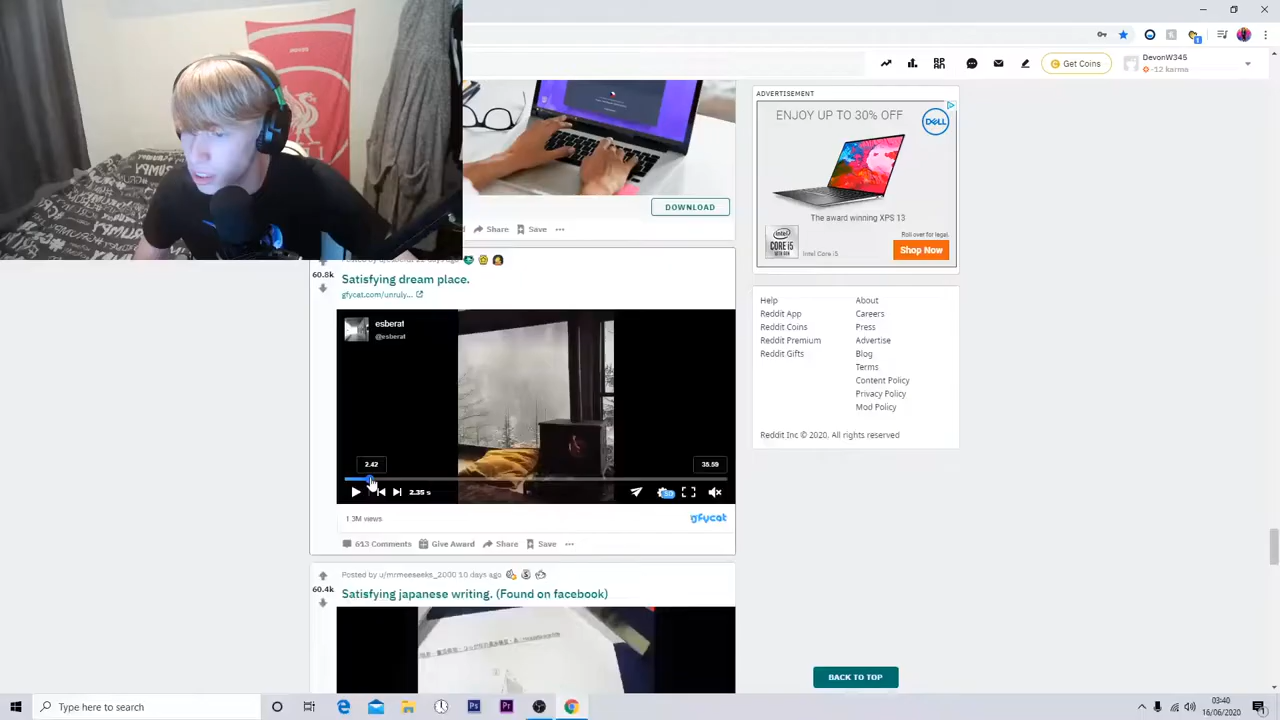 Get Coins
DevonW345
-12 karma
ADVERTISEMENT
ENJOY UP TO 30% OFF
DELL
The award winning XPS 13
Roll over for legal.
CORE i5
Intel Core i5
Shop Now
DOWNLOAD
Share
Save
60.8k
Satisfying dream place.
gfycat.com/unruly...
esberat
@esberat
2.42
35.59
2.35 s
1.3M views
gfycat
613 Comments
Give Award
Share
Save
Posted by u/mrmeeseeks_2000 10 days ago
60.4k
Satisfying japanese writing. (Found on facebook)
Help
About
Reddit App
Careers
Reddit Coins
Press
Reddit Premium
Advertise
Reddit Gifts
Blog
Terms
Content Policy
Privacy Policy
Mod Policy
Reddit Inc © 2020, All rights reserved
BACK TO TOP
Type here to search
03:40
16/06/2020